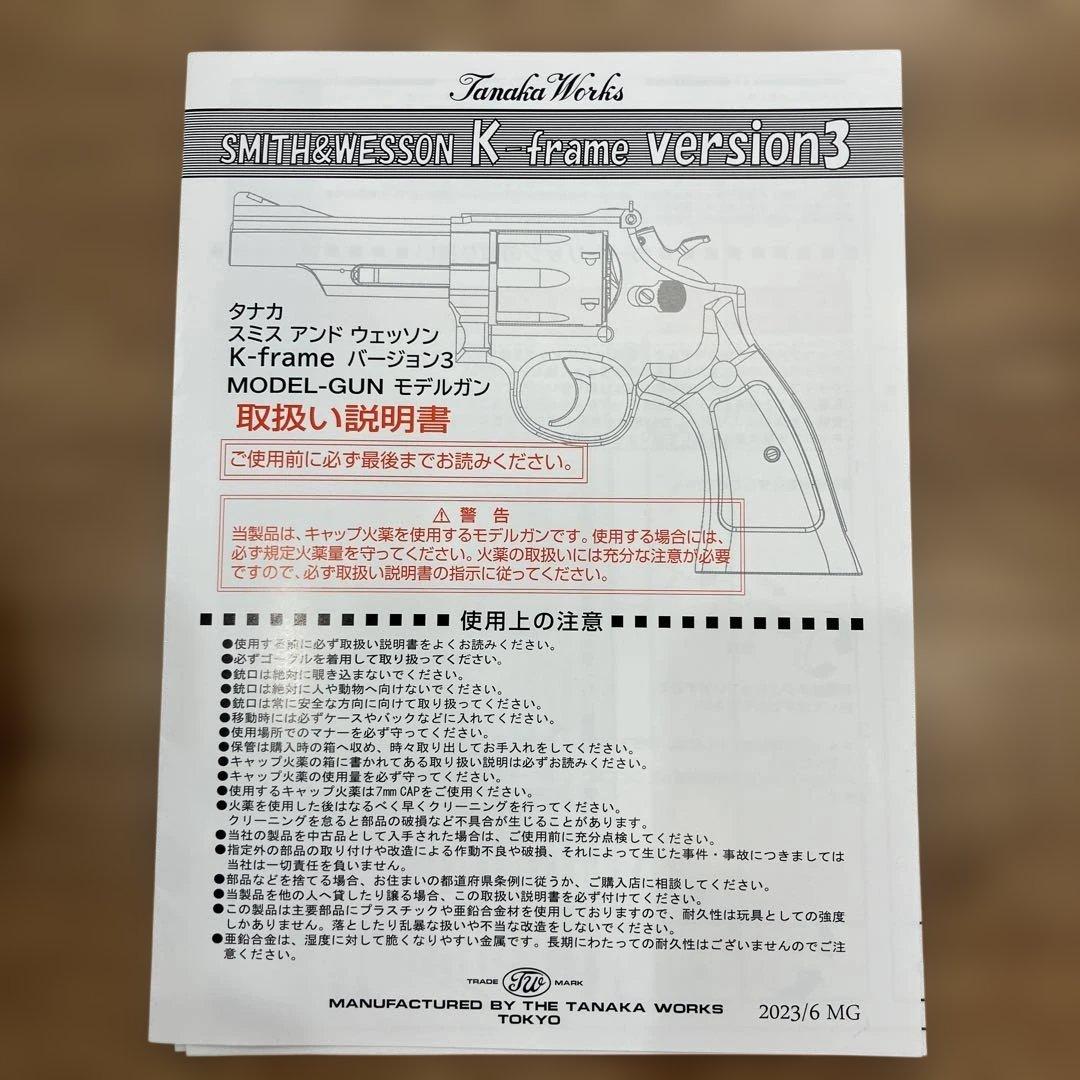 Tanaka Works
SMITH&WESSON K-frame version3
タナカ
スミス アンド ウェッソン
K-frame バージョン3
MODEL-GUN モデルガン
取扱い説明書
ご使用前に必ず最後までお読みください。
⚠ 警 告
当製品は、キャップ火薬を使用するモデルガンです。使用する場合には、
必ず規定火薬量を守ってください。火薬の取扱いには充分な注意が必要
ですので、必ず取扱い説明書の指示に従ってください。
使用上の注意
●使用する前に必ず取扱い説明書をよくお読みください。
●必ずゴーグルを着用して取り扱ってください。
●銃口は絶対に覗き込まないでください。
●銃口は絶対に人や動物へ向けないでください。
●銃口は常に安全な方向に向けて取り扱ってください。
●移動時には必ずケースやバックなどに入れてください。
●使用場所でのマナーを必ず守ってください。
●保管は購入時の箱へ収め、時々取り出してお手入れをしてください。
●キャップ火薬の箱に書かれてある取り扱い説明は必ずお読みください。
●キャップ火薬の使用量を必ず守ってください。
●使用するキャップ火薬は7mm CAPをご使用ください。
●火薬を使用した後はなるべく早くクリーニングを行ってください。
クリーニングを怠ると部品の破損など不具合が生じることがあります。
●当社の製品を中古品として入手された場合は、ご使用前に充分点検してください。
●指定外の部品の取り付けや改造による作動不良や破損、それによって生じた事件・事故につきましては
当社は一切責任を負いません。
●部品などを捨てる場合、お住まいの都道府県条例に従うか、ご購入店に相談してください。
●当製品を他の人へ貸したり譲る場合、この取扱い説明書を必ず付けてください。
●この製品は主要部品にプラスチックや亜鉛合金材を使用しておりますので、耐久性は玩具としての強度
しかありません。落としたり乱暴な扱いや不当な改造をしないでください。
●亜鉛合金は、湿度に対して脆くなりやすい金属です。長期にわたっての耐久性はございませんのでご注
意ください。
TRADE TW MARK
MANUFACTURED BY THE TANAKA WORKS
TOKYO
2023/6 MG